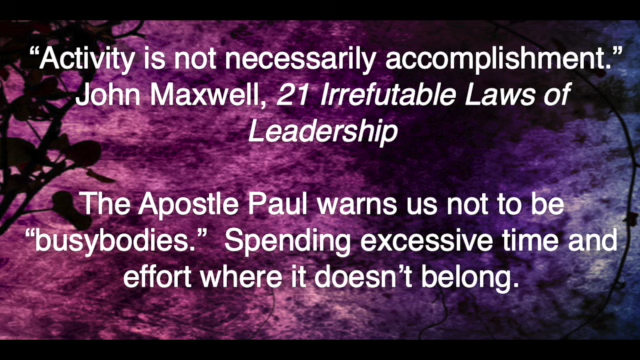 “Activity is not necessarily accomplishment.”
John Maxwell, 21 Irrefutable Laws of
Leadership
The Apostle Paul warns us not to be
“busybodies.”  Spending excessive time and
effort where it doesn’t belong.